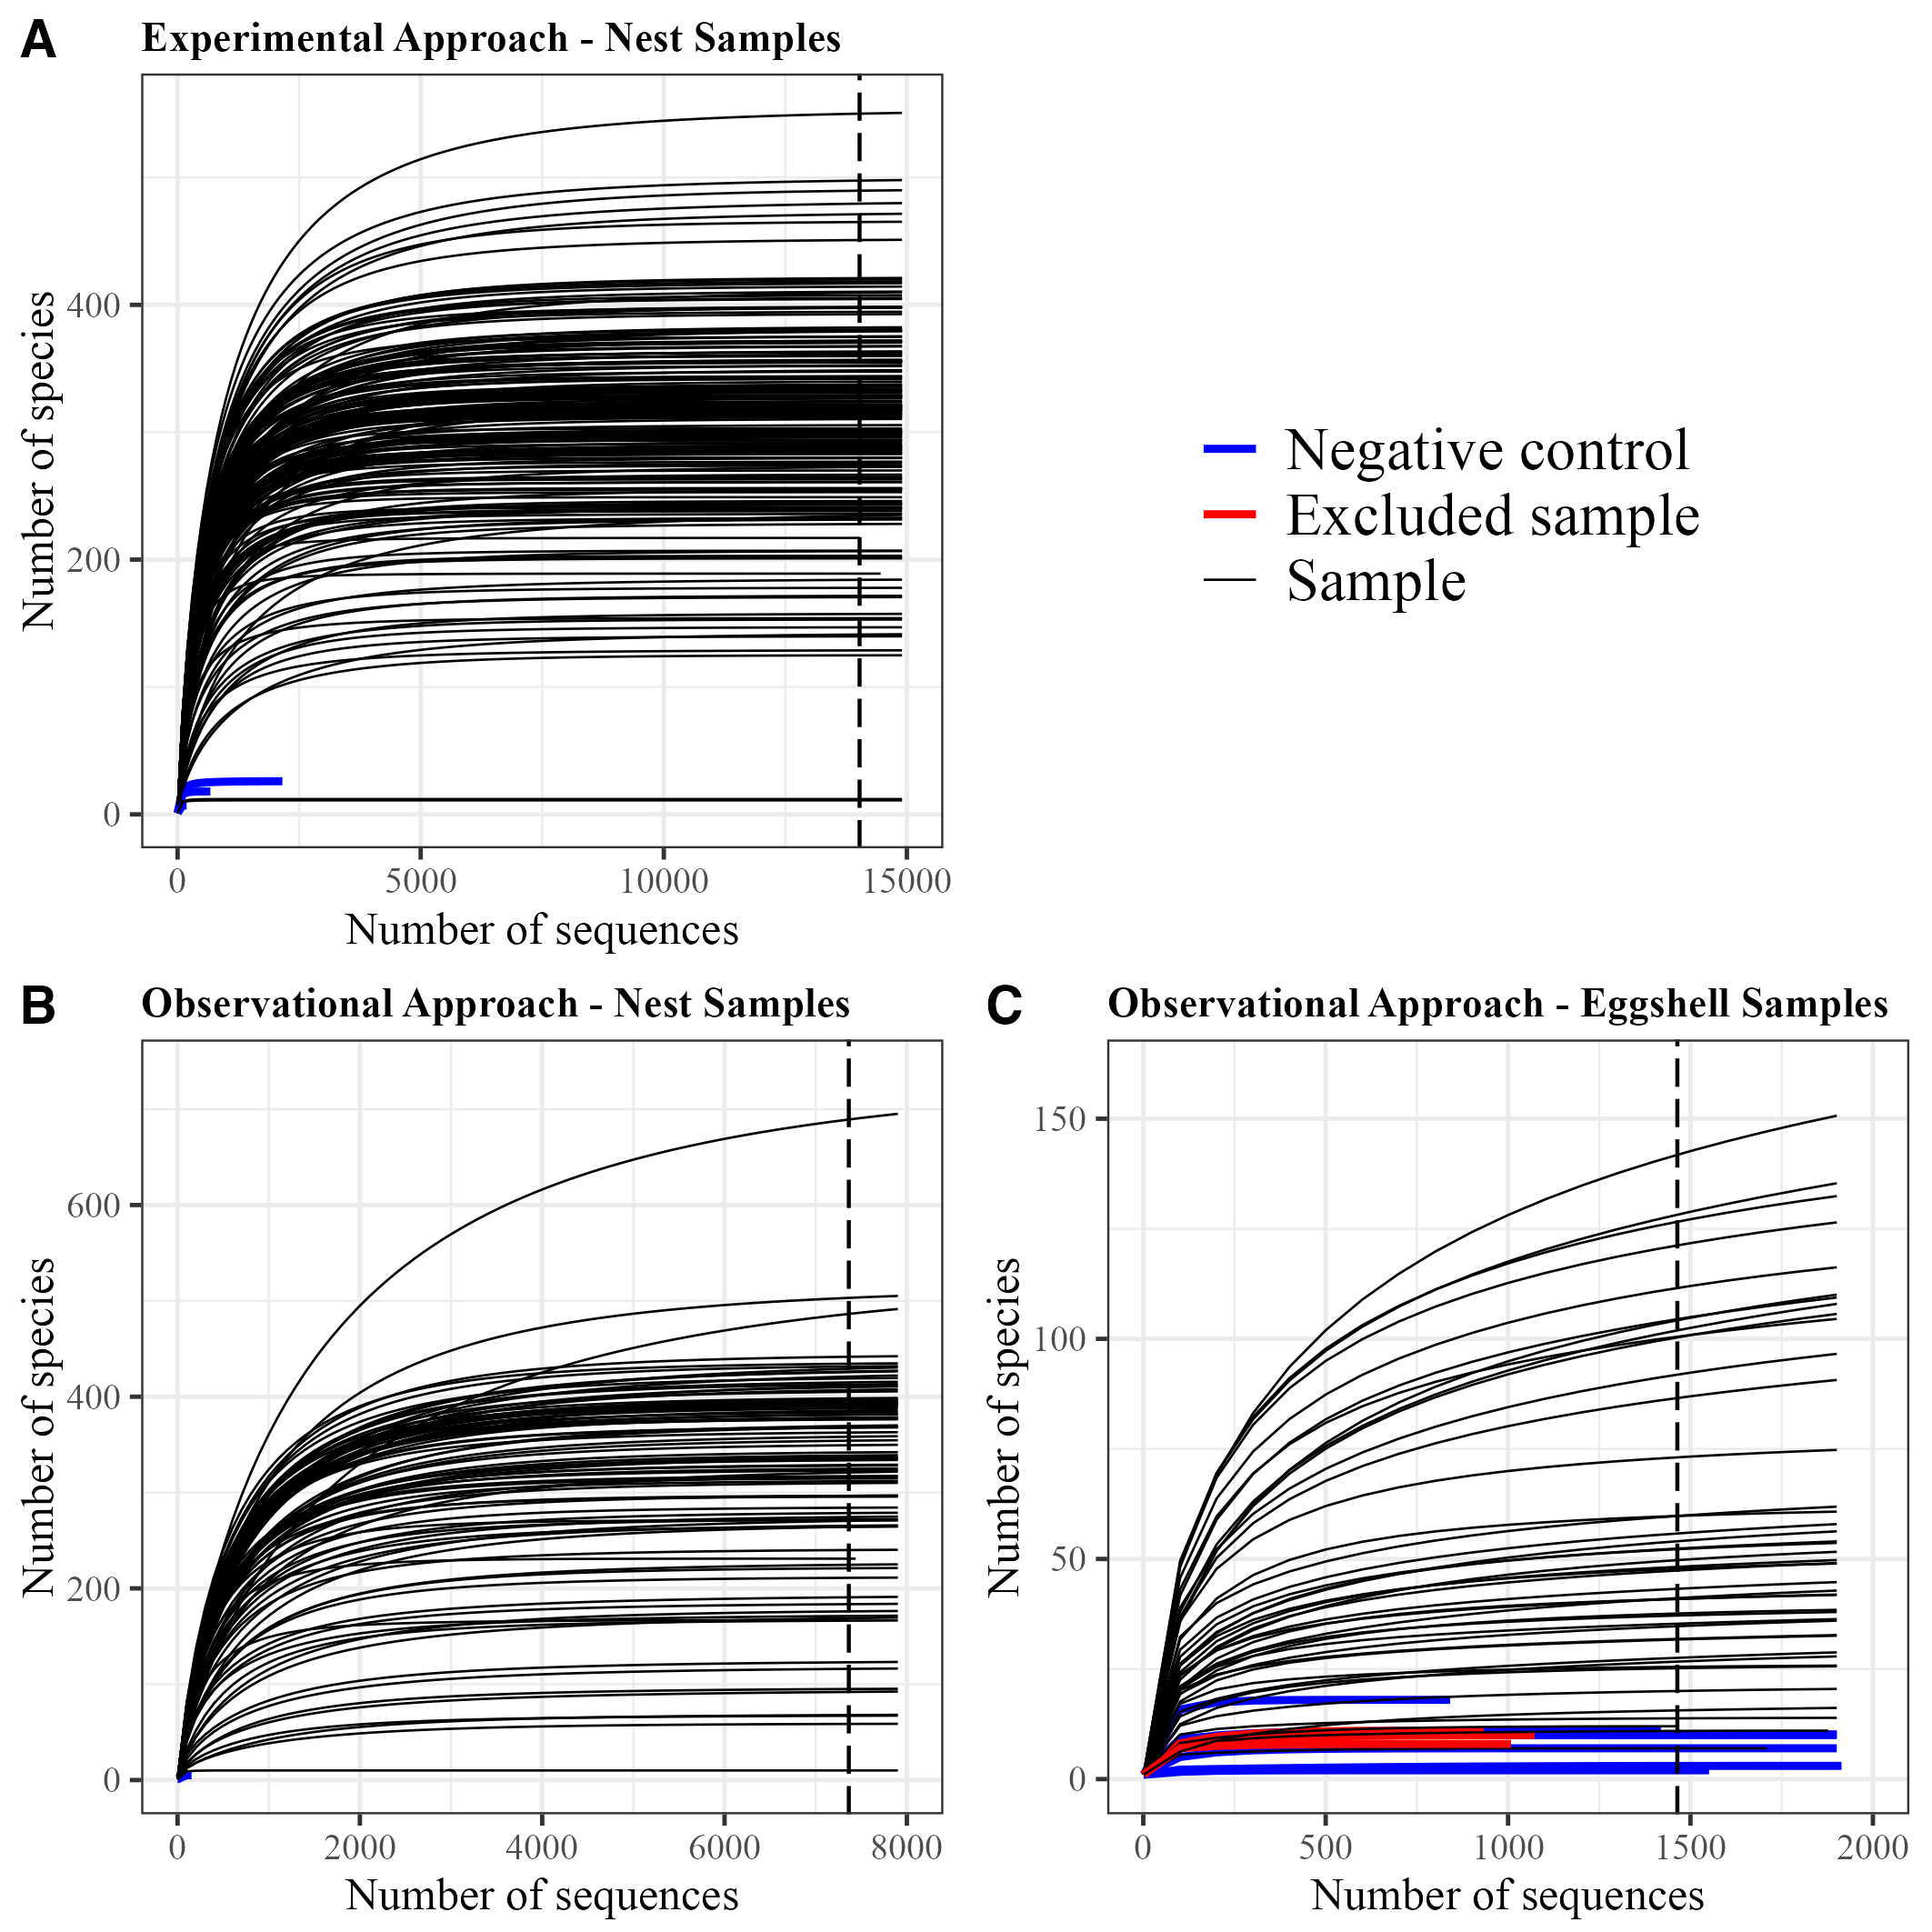 A Experimental Approach - Nest Samples
Number of species
400
200
0
0 5000 10000 15000
Number of sequences
Negative control
Excluded sample
Sample
B Observational Approach - Nest Samples
Number of species
600
400
200
0
0 2000 4000 6000 8000
Number of sequences
C Observational Approach - Eggshell Samples
Number of species
150
100
50
0
0 500 1000 1500 2000
Number of sequences